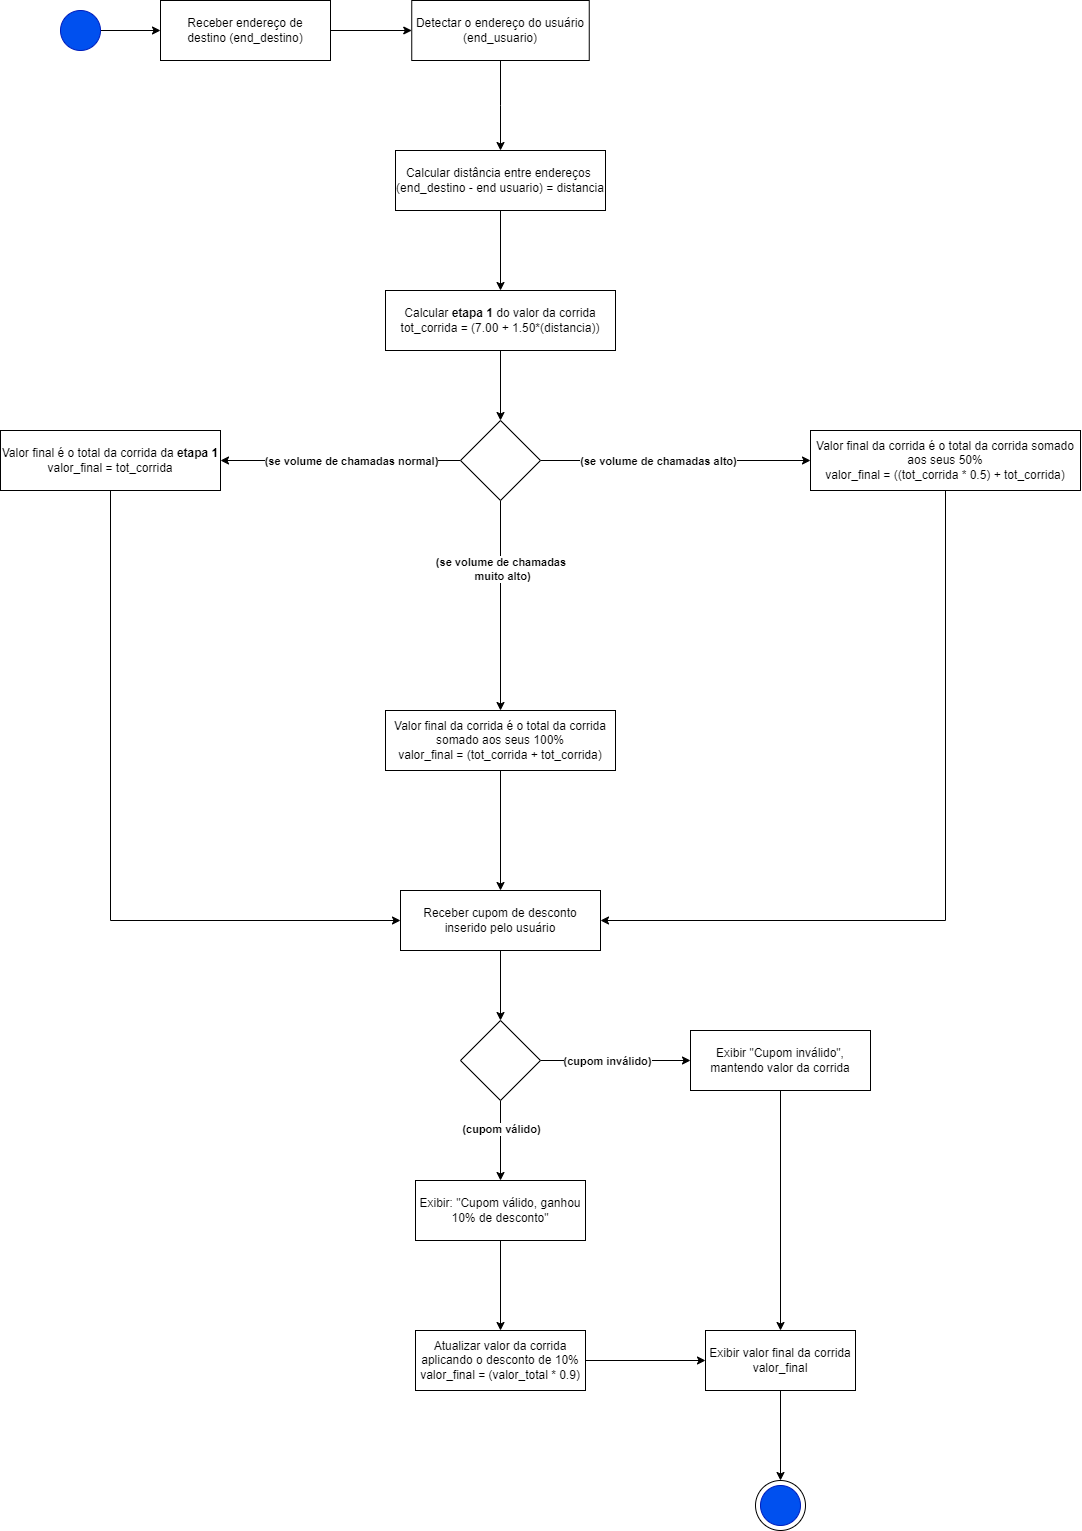 Receber endereço de
destino (end_destino)
Detectar o endereço do usuário
(end_usuario)
Calcular distância entre endereços
(end_destino - end usuario) = distancia
Calcular etapa 1 do valor da corrida
tot_corrida = (7.00 + 1.50*(distancia))
Valor final é o total da corrida da etapa 1
valor_final = tot_corrida
(se volume de chamadas normal)
(se volume de chamadas alto)
Valor final da corrida é o total da corrida somado
aos seus 50%
valor_final = ((tot_corrida * 0.5) + tot_corrida)
(se volume de chamadas
muito alto)
Valor final da corrida é o total da corrida
somado aos seus 100%
valor_final = (tot_corrida + tot_corrida)
Receber cupom de desconto
inserido pelo usuário
(cupom inválido)
Exibir "Cupom inválido",
mantendo valor da corrida
(cupom válido)
Exibir: "Cupom válido, ganhou
10% de desconto"
Atualizar valor da corrida
aplicando o desconto de 10%
valor_final = (valor_total * 0.9)
Exibir valor final da corrida
valor_final